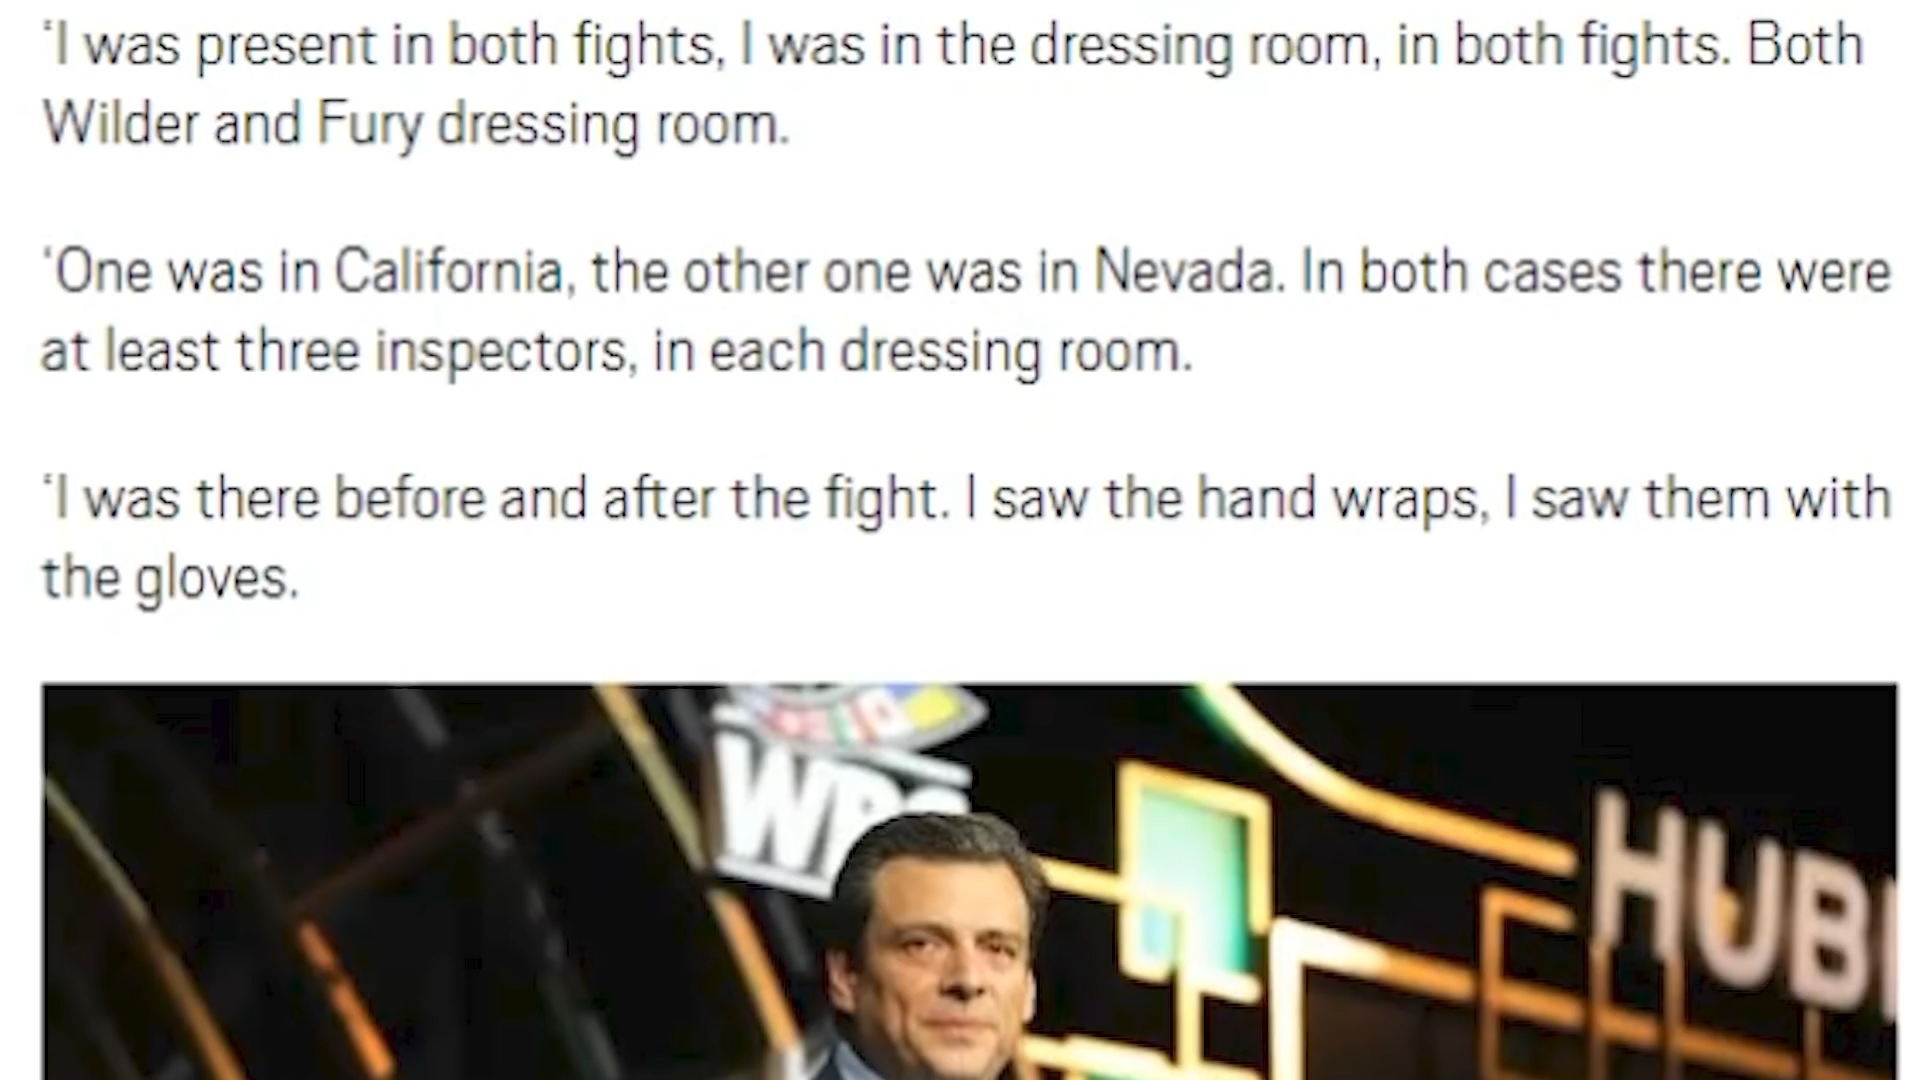 ‘I was present in both fights, I was in the dressing room, in both fights. Both
Wilder and Fury dressing room.
‘One was in California, the other one was in Nevada. In both cases there were
at least three inspectors, in each dressing room.
‘I was there before and after the fight. I saw the hand wraps, I saw them with
the gloves.
WBC
HUB